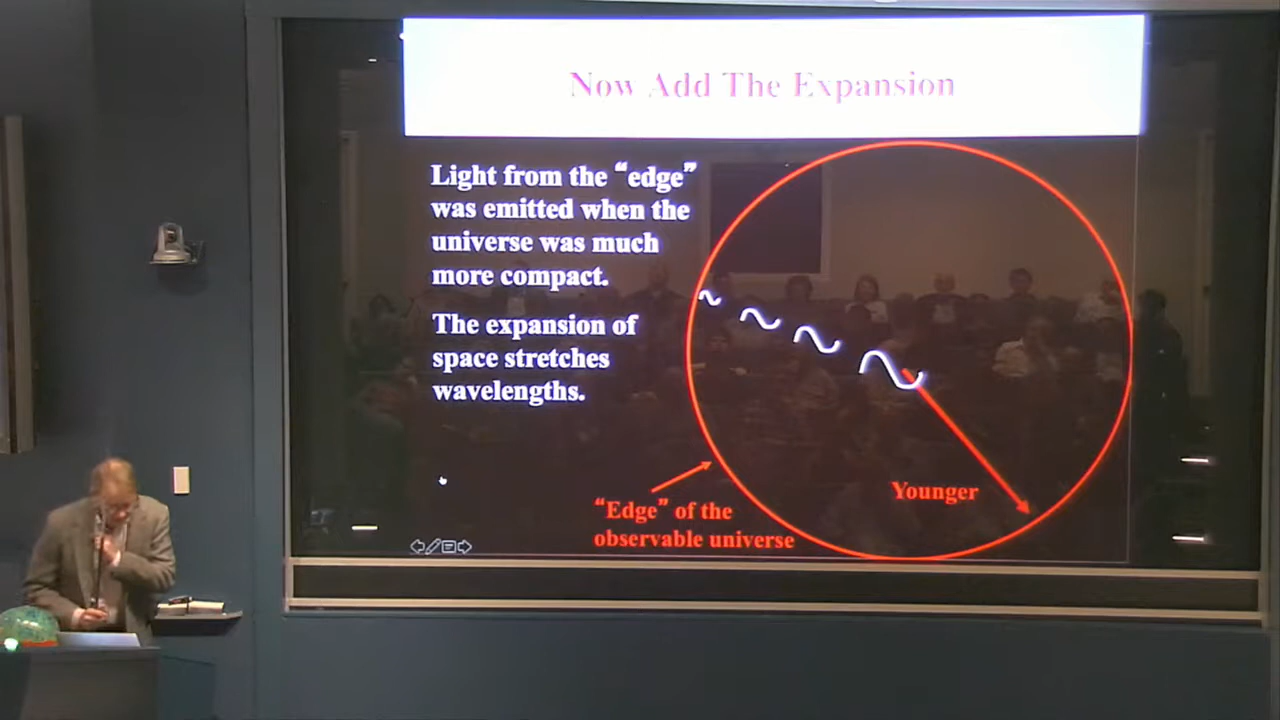 Now Add The Expansion
Light from the “edge”
was emitted when the
universe was much
more compact.
The expansion of
space stretches
wavelengths.
Younger
“Edge” of the
observable universe